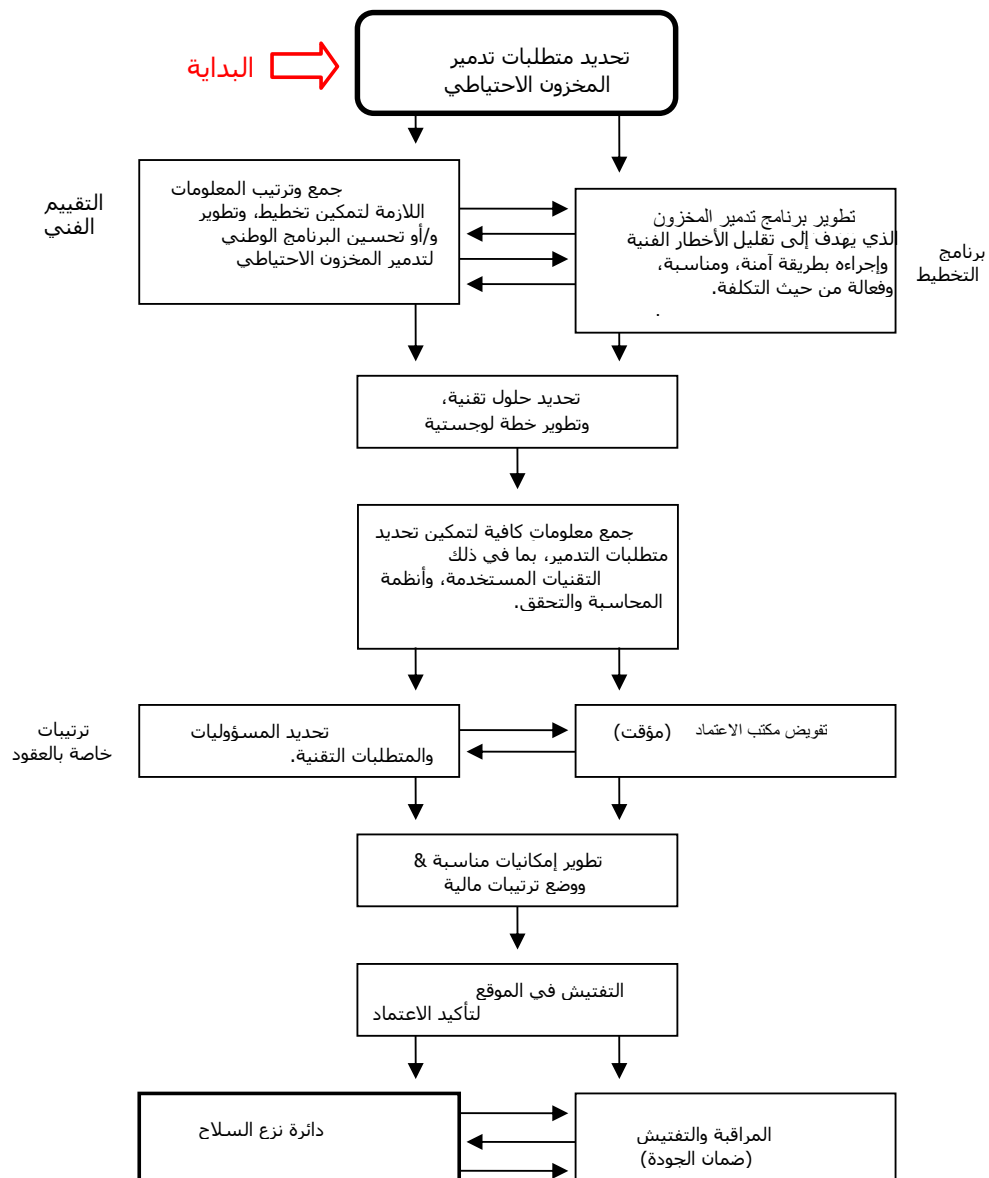 تحديد متطلبات تدمير
المخزون الاحتياطي
البداية
جمع وترتيب المعلومات
اللازمة لتمكين تخطيط، وتطوير
و/أو تحسين البرنامج الوطني
لتدمير المخزون الاحتياطي
التقييم
الفني
تطوير برنامج تدمير المخزون
الذي يهدف إلى تقليل الأخطار الفنية
وإجراءه بطريقة آمنة، ومناسبة،
وفعالة من حيث التكلفة.
.
برنامج
التخطيط
تحديد حلول تقنية،
وتطوير خطة لوجستية
جمع معلومات كافية لتمكين تحديد
متطلبات التدمير، بما في ذلك
التقنيات المستخدمة، وأنظمة
المحاسبة والتحقق.
تفويض مكتب الاعتماد (مؤقت)
تحديد المسؤوليات
والمتطلبات التقنية.
ترتيبات
خاصة بالعقود
تطوير إمكانيات مناسبة &
ووضع ترتيبات مالية
التفتيش في الموقع
لتأكيد الاعتماد
المراقبة والتفتيش
(ضمان الجودة)
دائرة نزع السلاح